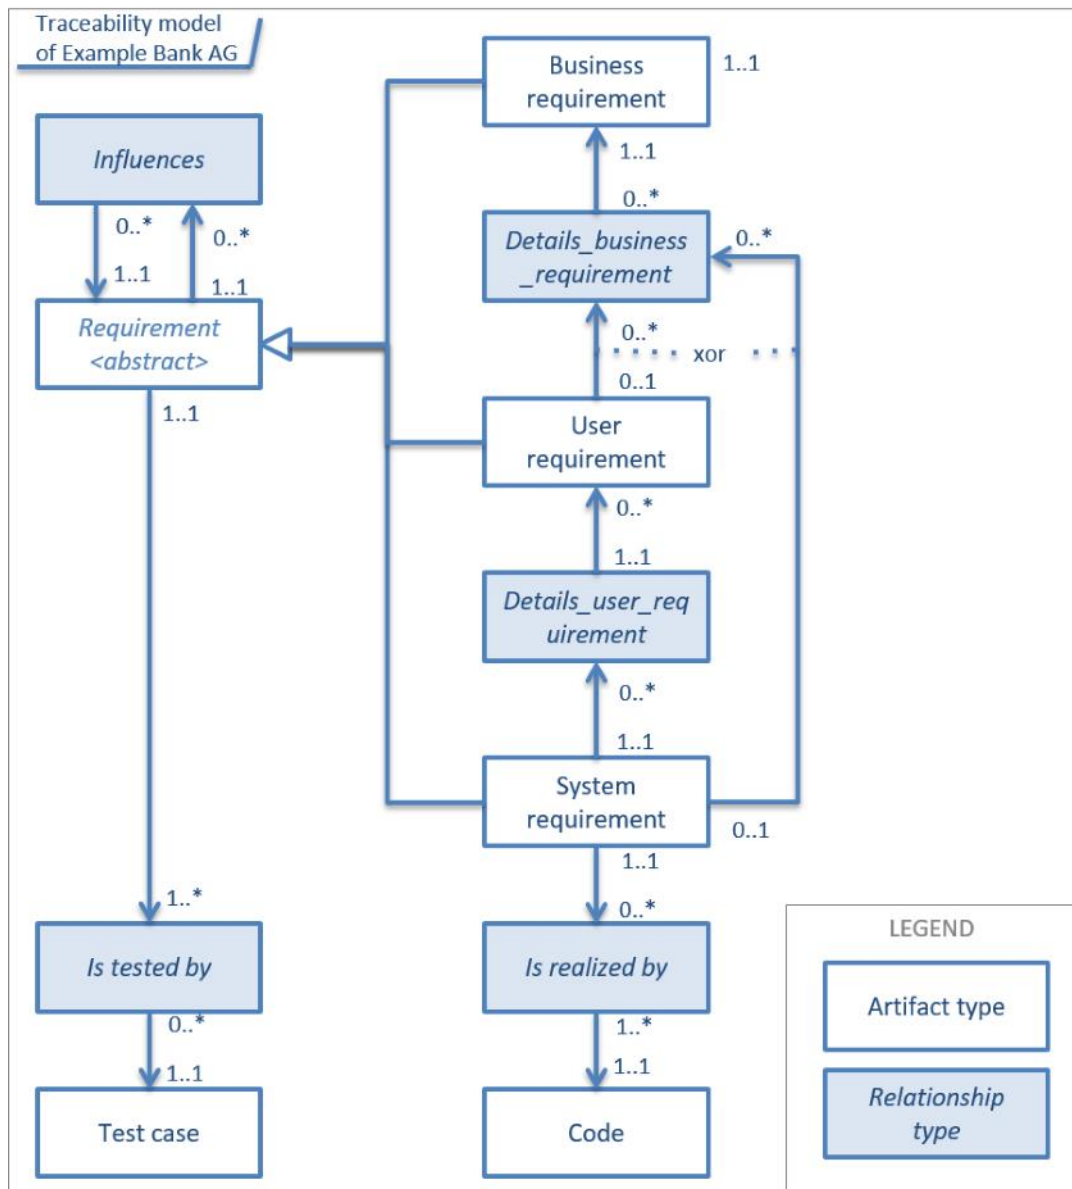 Traceability model
of Example Bank AG
Business
requirement
1..1
Influences
1..1
0..*
0..*
0..*
Details_business
_requirement
0..*
1..1
1..1
Requirement
<abstract>
0..*
xor
0..1
1..1
User
requirement
0..*
1..1
Details_user_req
uirement
0..*
1..1
System
requirement
0..1
1..1
1..*
0..*
Is tested by
Is realized by
0..*
1..*
1..1
1..1
Test case
Code
LEGEND
Artifact type
Relationship
type